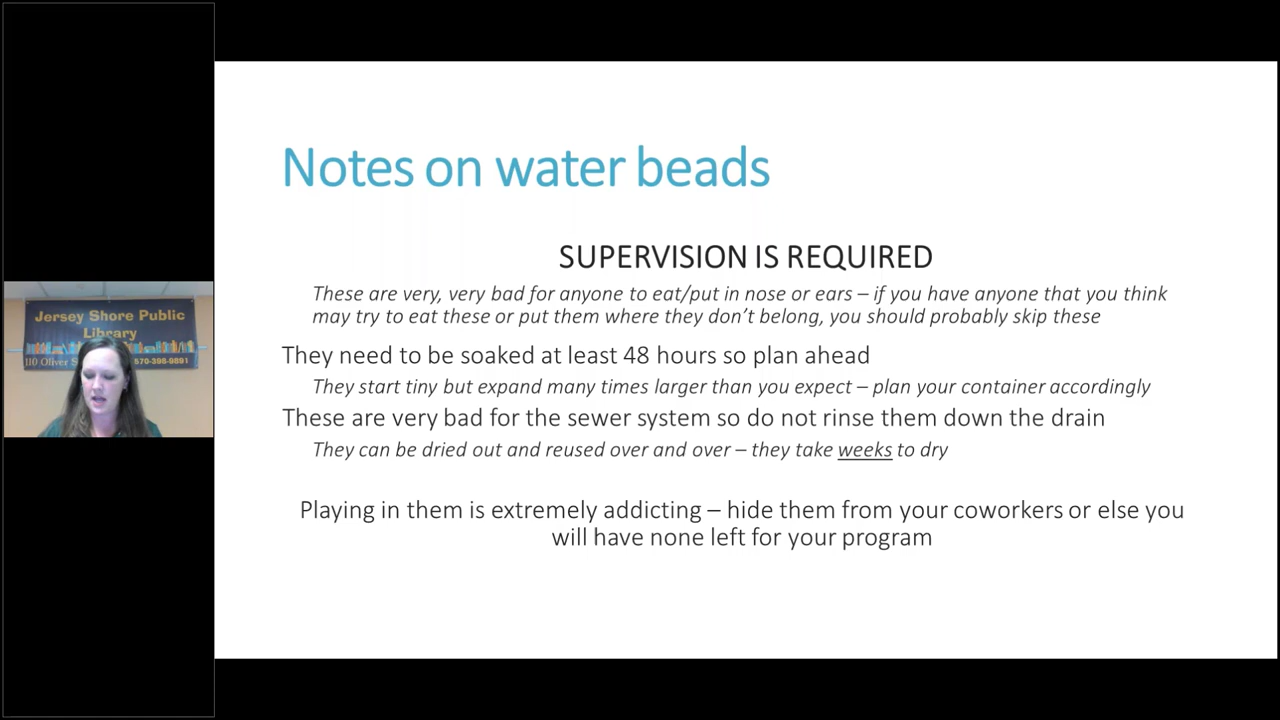 Notes on water beads
SUPERVISION IS REQUIRED
These are very, very bad for anyone to eat/put in nose or ears – if you have anyone that you think
may try to eat these or put them where they don't belong, you should probably skip these
They need to be soaked at least 48 hours so plan ahead
They start tiny but expand many times larger than you expect – plan your container accordingly
These are very bad for the sewer system so do not rinse them down the drain
They can be dried out and reused over and over – they take weeks to dry
Playing in them is extremely addicting – hide them from your coworkers or else you
will have none left for your program
Jersey Shore Public
Library
110 Oliver 570-398-9891